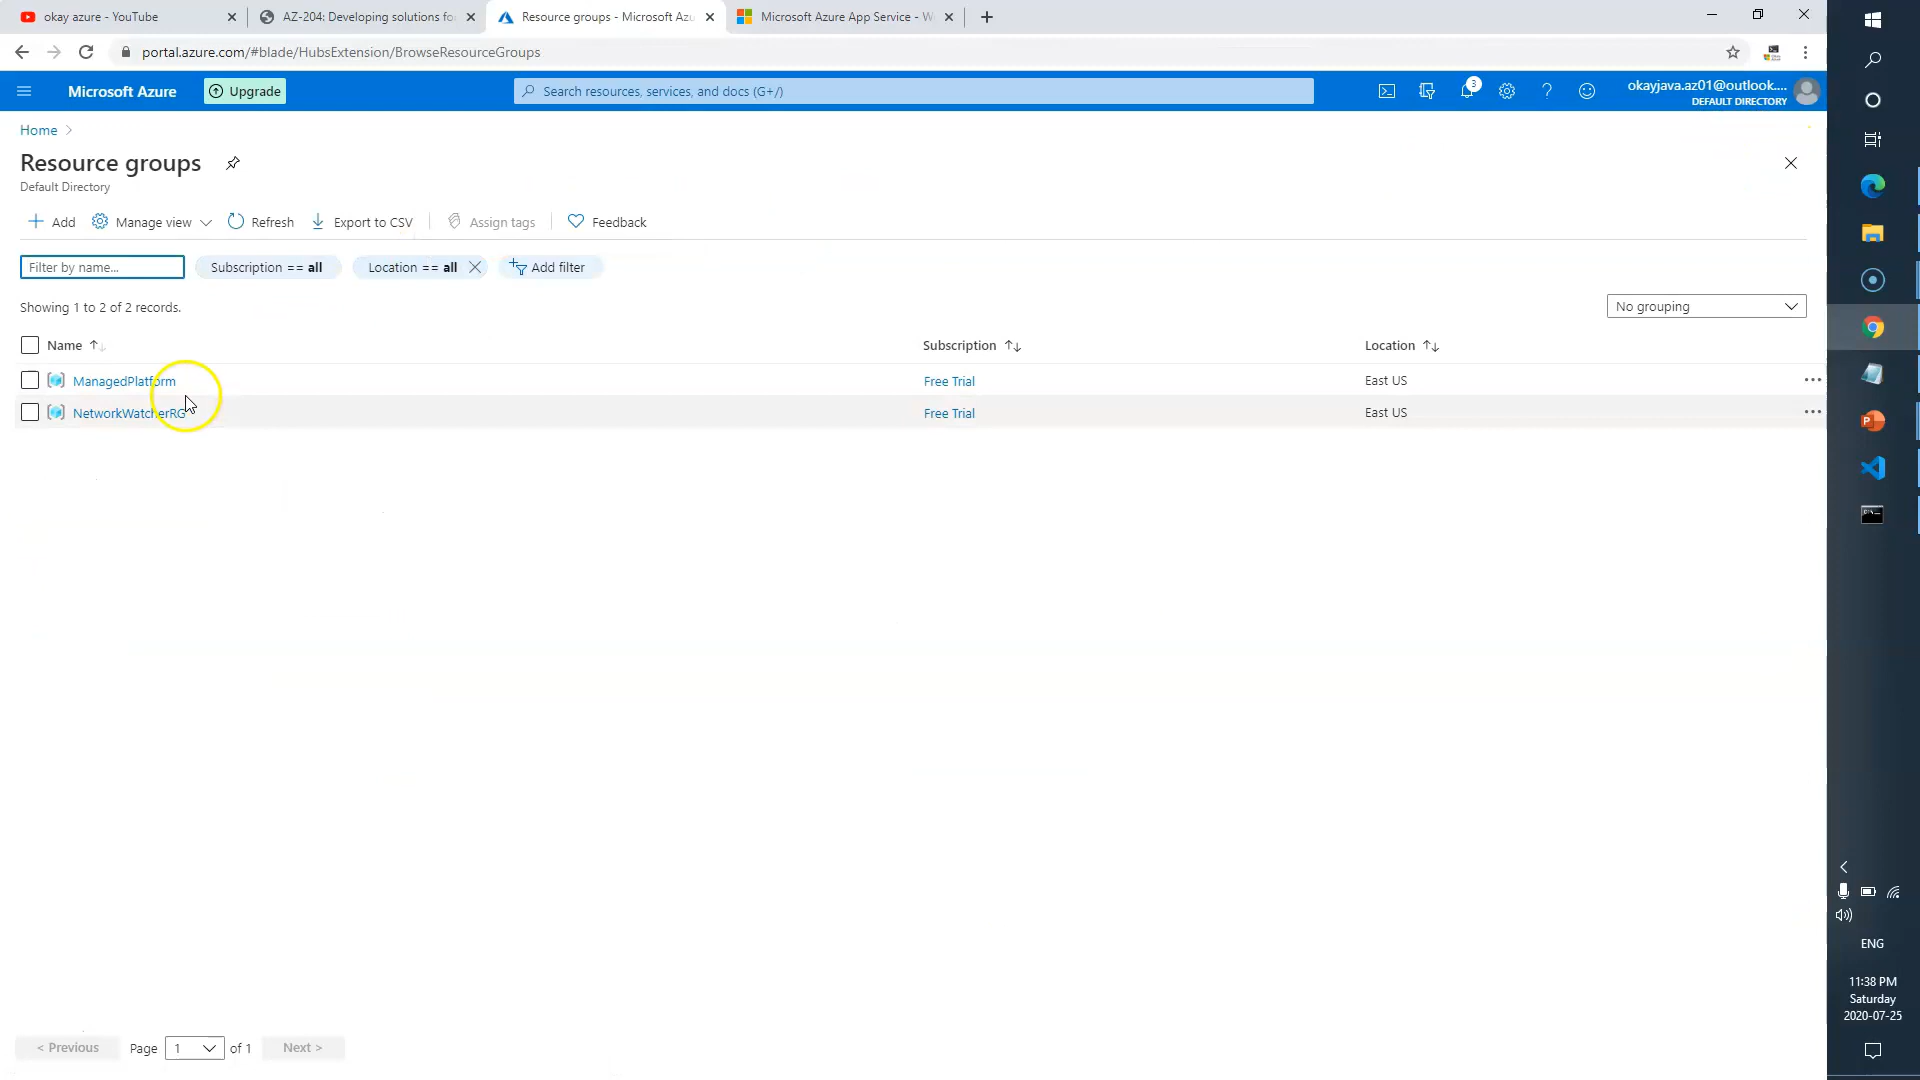 okay azure - YouTube
AZ-204: Developing solutions fo
Resource groups - Microsoft Azu
Microsoft Azure App Service - W
portal.azure.com/#blade/HubsExtension/BrowseResourceGroups
Microsoft Azure
Upgrade
Search resources, services, and docs (G+/)
3
okayjava.az01@outlook....
DEFAULT DIRECTORY
Home
Resource groups
Default Directory
Add
Manage view
Refresh
Export to CSV
Assign tags
Feedback
Filter by name...
Subscription == all
Location == all
Add filter
Showing 1 to 2 of 2 records.
No grouping
Name
Subscription
Location
ManagedPlatform
Free Trial
East US
NetworkWatcherRG
Free Trial
East US
< Previous
Page
1
of 1
Next >
ENG
11:38 PM
Saturday
2020-07-25